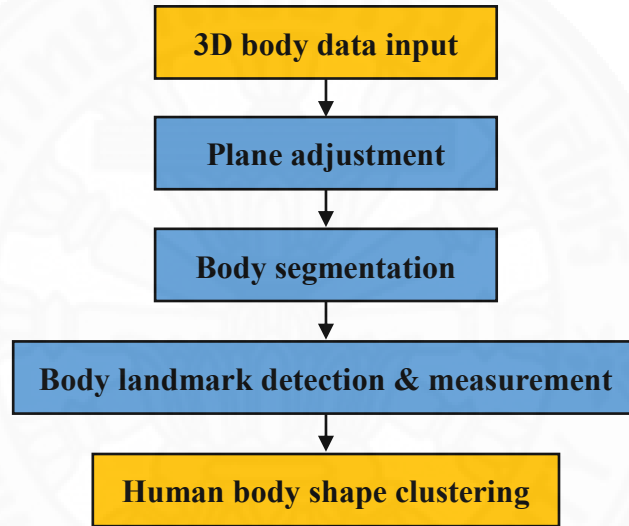 3D body data input
Plane adjustment
Body segmentation
Body landmark detection & measurement
Human body shape clustering